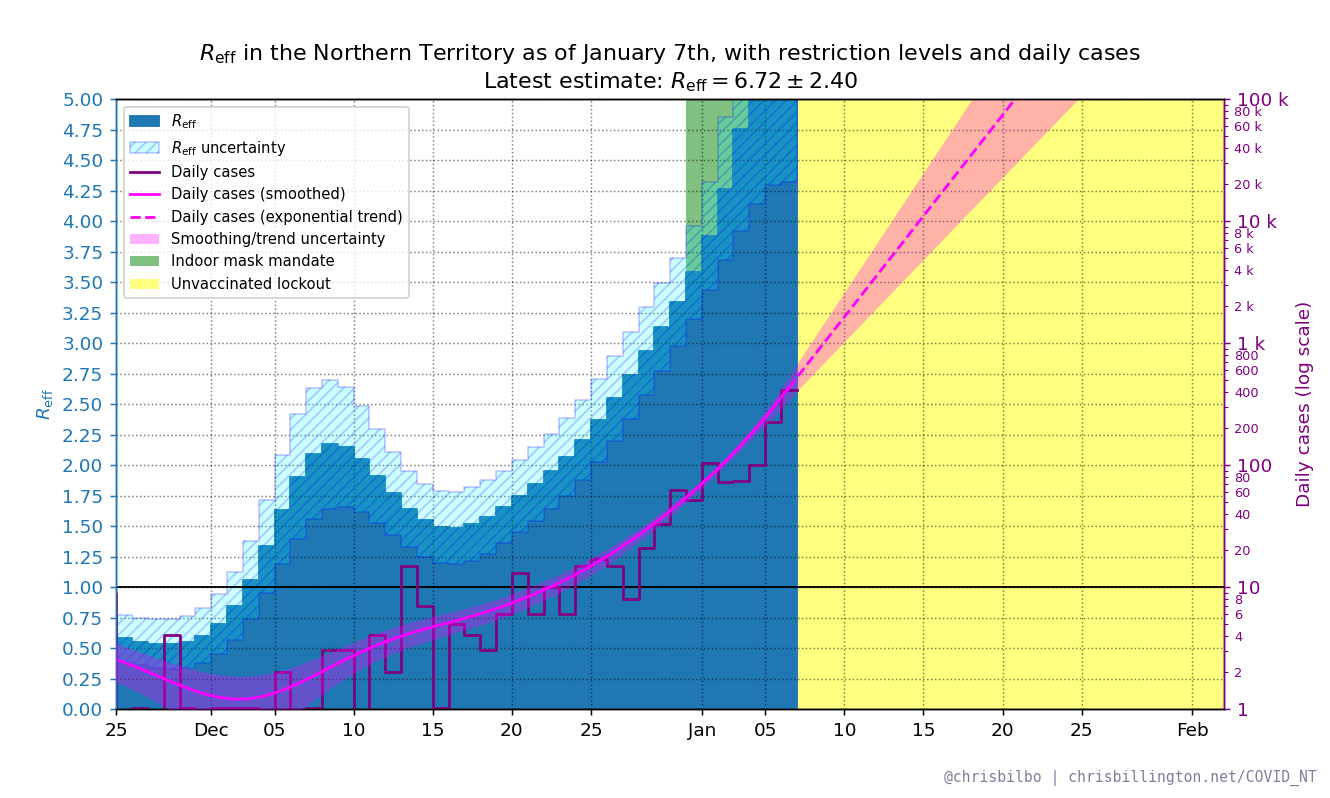 R_eff in the Northern Territory as of January 7th, with restriction levels and daily cases
Latest estimate: R_eff = 6.72 ± 2.40
R_eff
R_eff uncertainty
Daily cases
Daily cases (smoothed)
Daily cases (exponential trend)
Smoothing/trend uncertainty
Indoor mask mandate
Unvaccinated lockout
R_eff
5.00
4.75
4.50
4.25
4.00
3.75
3.50
3.25
3.00
2.75
2.50
2.25
2.00
1.75
1.50
1.25
1.00
0.75
0.50
0.25
0.00
25
Dec
05
10
15
20
25
Jan
05
10
15
20
25
Feb
100 k
80 k
60 k
40 k
20 k
10 k
8 k
6 k
4 k
2 k
1 k
800
600
400
200
100
80
60
40
20
10
8
6
4
2
1
Daily cases (log scale)
@chrisbilbo | chrisbillington.net/COVID_NT